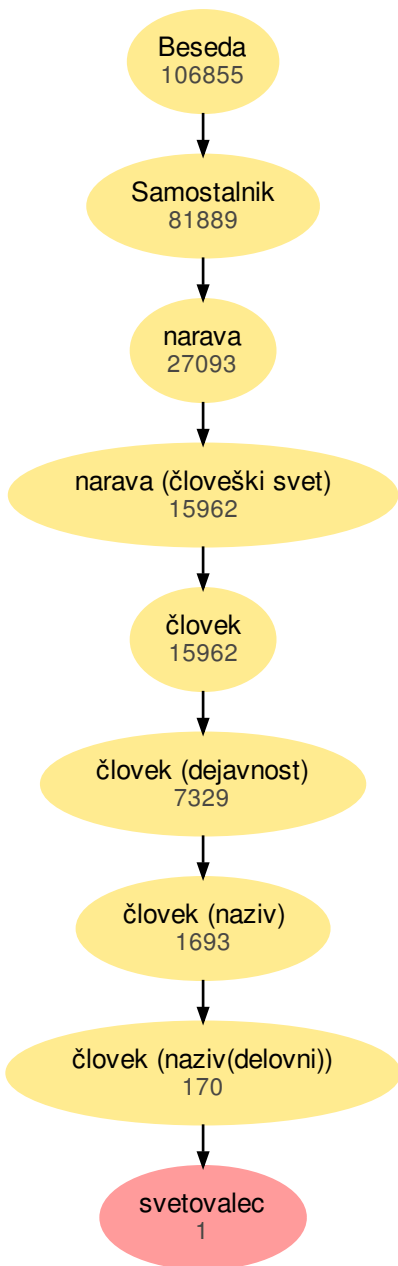 Beseda
106855
Samostalnik
81889
narava
27093
narava (človeški svet)
15962
človek
15962
človek (dejavnost)
7329
človek (naziv)
1693
človek (naziv(delovni))
170
svetovalec
1